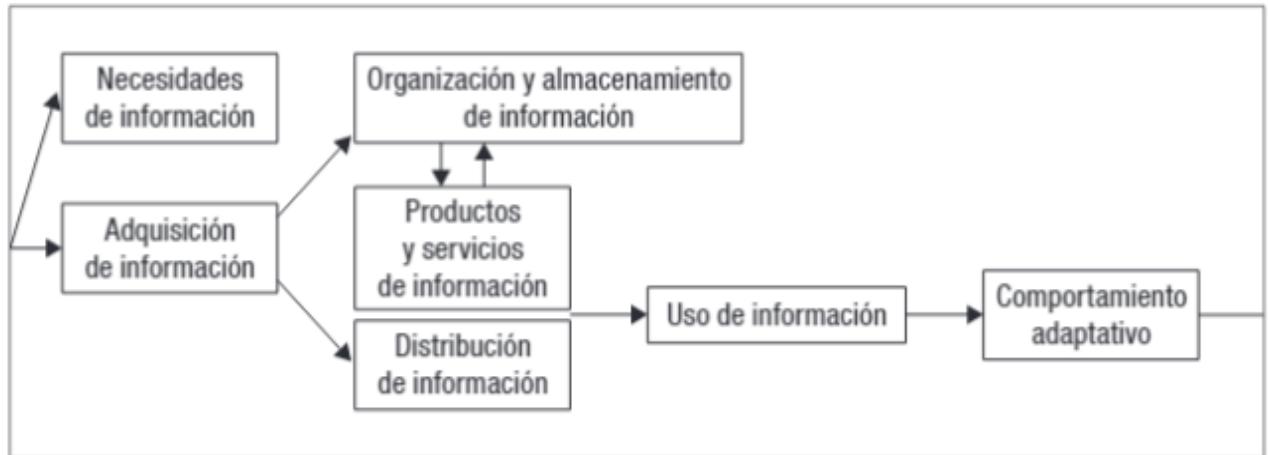 Necesidades
de información
Organización y almacenamiento
de información
Adquisición
de información
Productos
y servicios
de información
Distribución
de información
Uso de información
Comportamiento
adaptativo